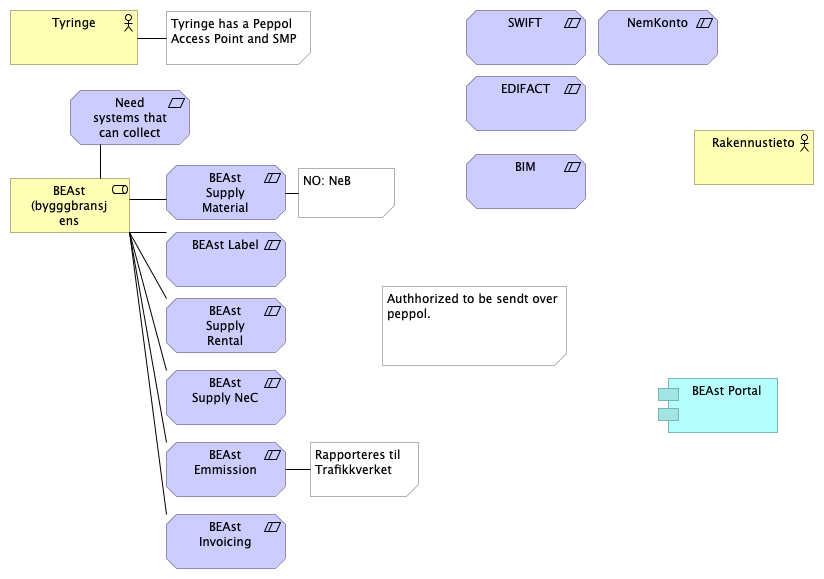 Tyringe
Tyringe has a Peppol
Access Point and SMP
SWIFT
NemKonto
EDIFACT
Need
systems that
can collect
Rakennustieto
BIM
BEAst
(bygggbransj
ens
BEAst
Supply
Material
NO: NeB
BEAst Label
Authhorized to be sendt over
peppol.
BEAst
Supply
Rental
BEAst
Supply NeC
BEAst Portal
BEAst
Emmission
Rapporteres til
Trafikkverket
BEAst
Invoicing